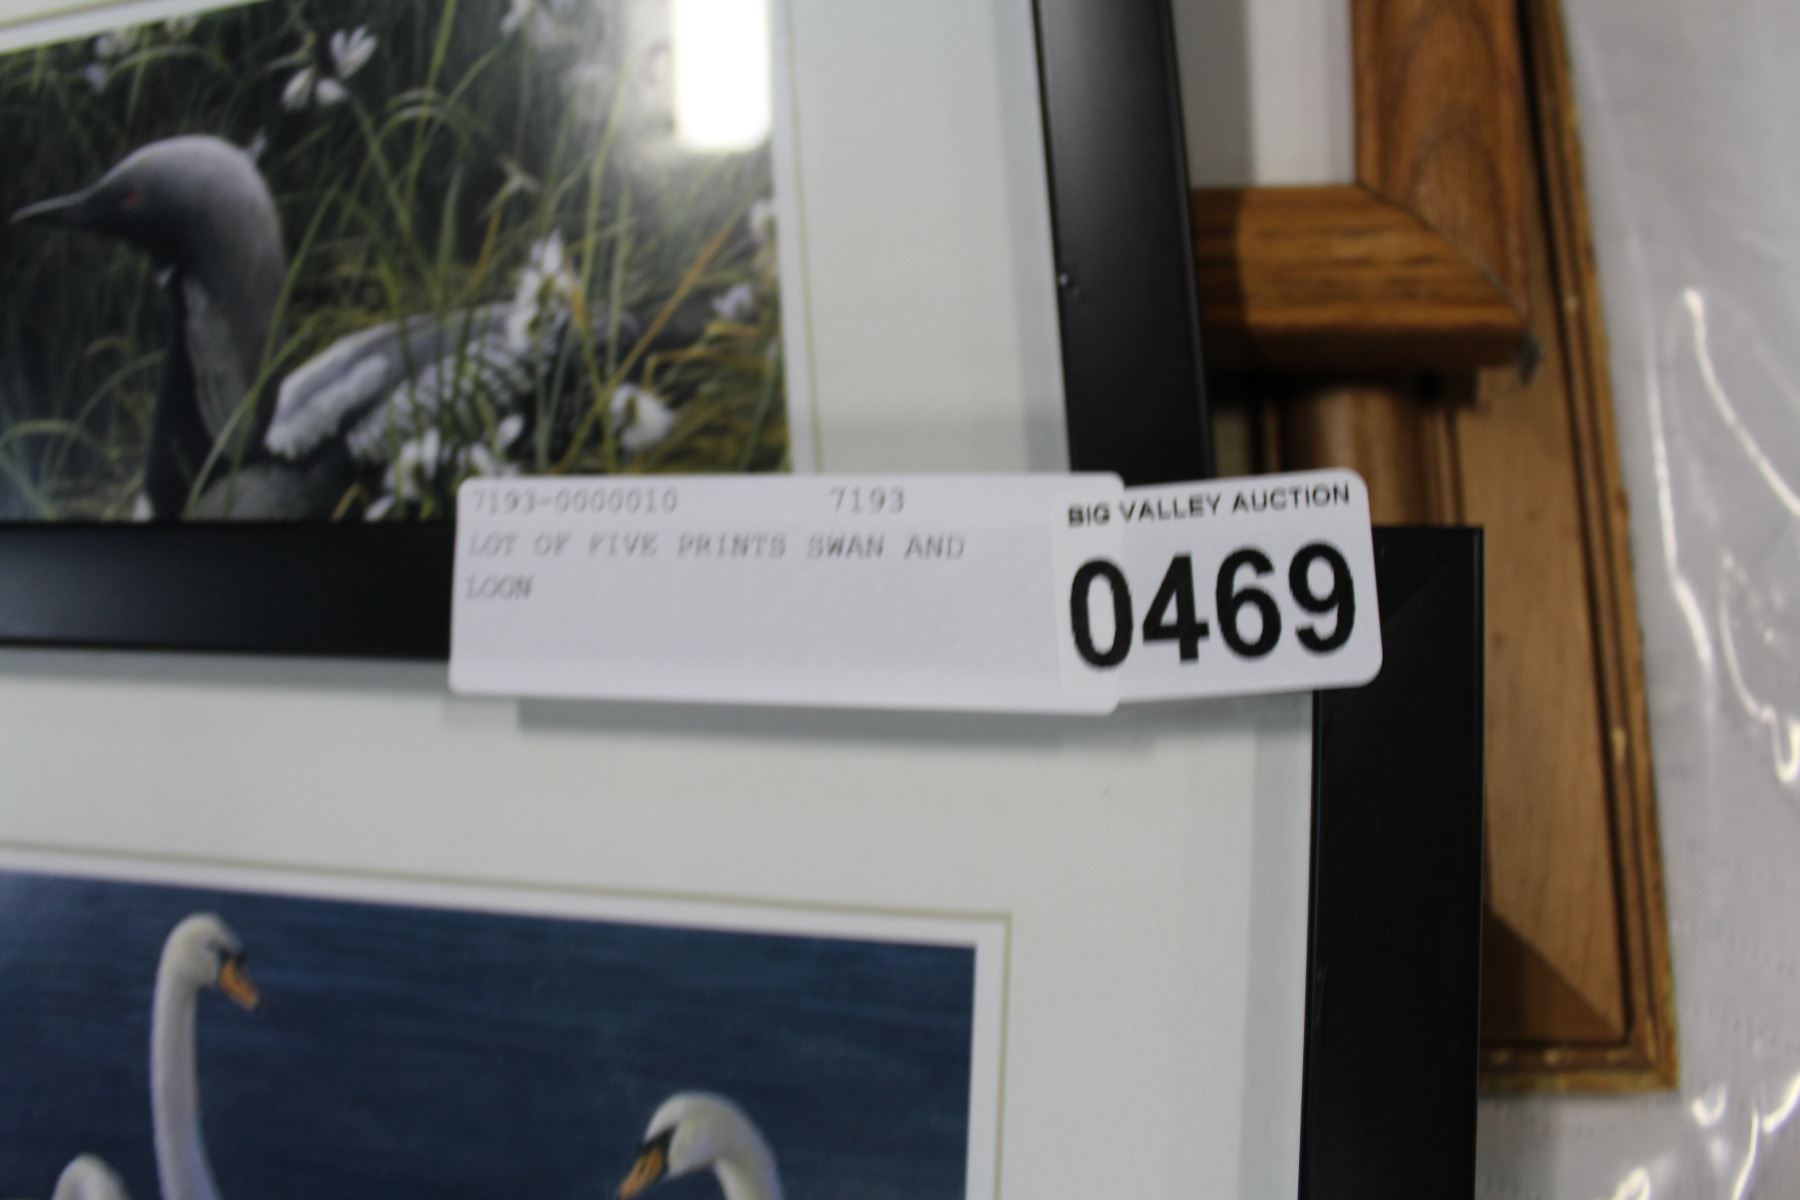 7193-0000010 7193
LOT OF FIVE PRINTS SWAN AND
LOON
BIG VALLEY AUCTION
0469